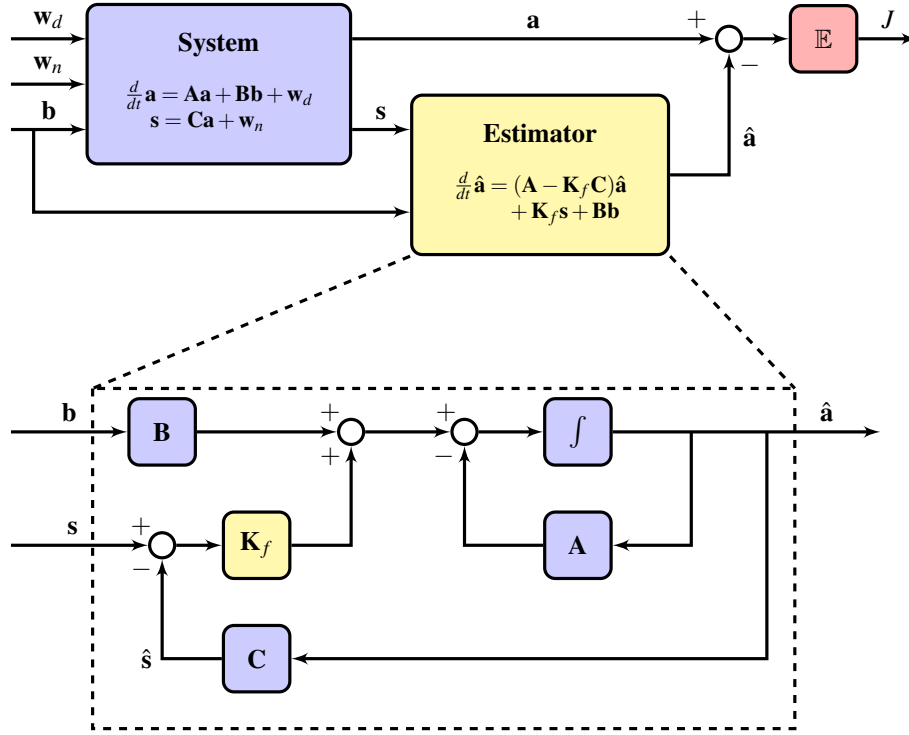 w_d
w_n
b
System
d/dt a = Aa + Bb + w_d
s = Ca + w_n
a
s
Estimator
d/dt â = (A − K_f C)â
+ K_f s + Bb
+
−
â
𝔼
J
b
B
+
+
+
−
∫
â
A
s
+
−
K_f
ŝ
C